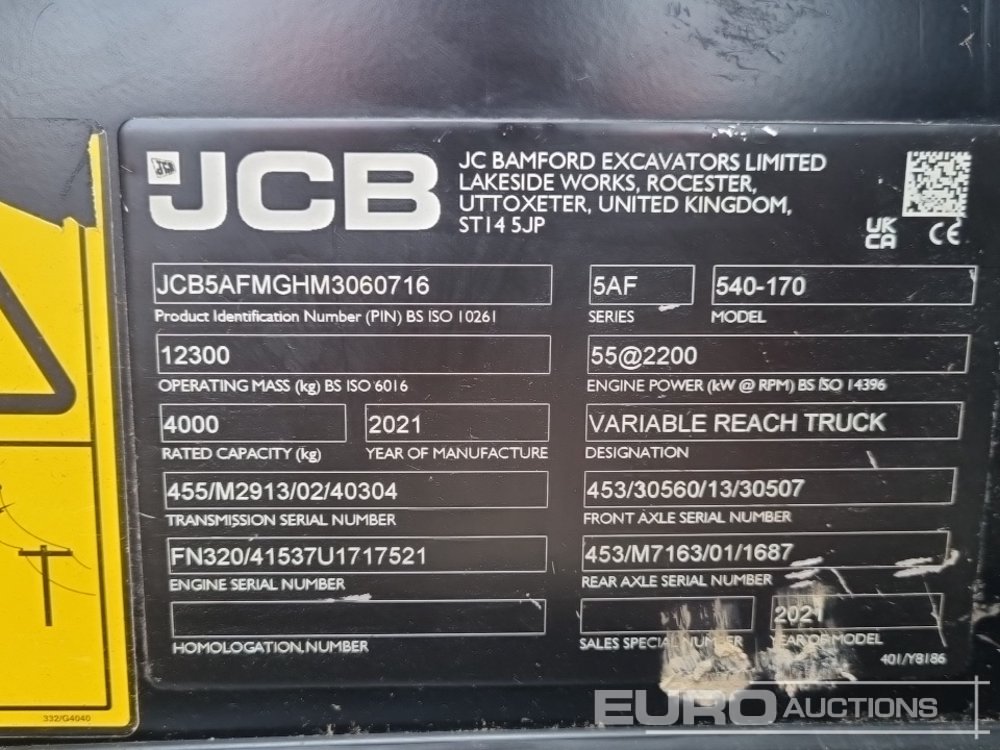 JCB
JC BAMFORD EXCAVATORS LIMITED
LAKESIDE WORKS, ROCESTER,
UTTOXETER, UNITED KINGDOM,
ST14 5JP
UK
CA
CE
JCB5AFMGHM3060716
Product Identification Number (PIN) BS ISO 10261
5AF
SERIES
540-170
MODEL
12300
OPERATING MASS (kg) BS ISO 6016
55@2200
ENGINE POWER (kW @ RPM) BS ISO 14396
4000
RATED CAPACITY (kg)
2021
YEAR OF MANUFACTURE
VARIABLE REACH TRUCK
DESIGNATION
455/M2913/02/40304
TRANSMISSION SERIAL NUMBER
453/30560/13/30507
FRONT AXLE SERIAL NUMBER
FN320/41537U1717521
ENGINE SERIAL NUMBER
453/M7163/01/1687
REAR AXLE SERIAL NUMBER
HOMOLOGATION NUMBER
SALES SPECIAL NUMBER
2021
YEAR OF MODEL
401/Y8186
332/G4040
EURO AUCTIONS